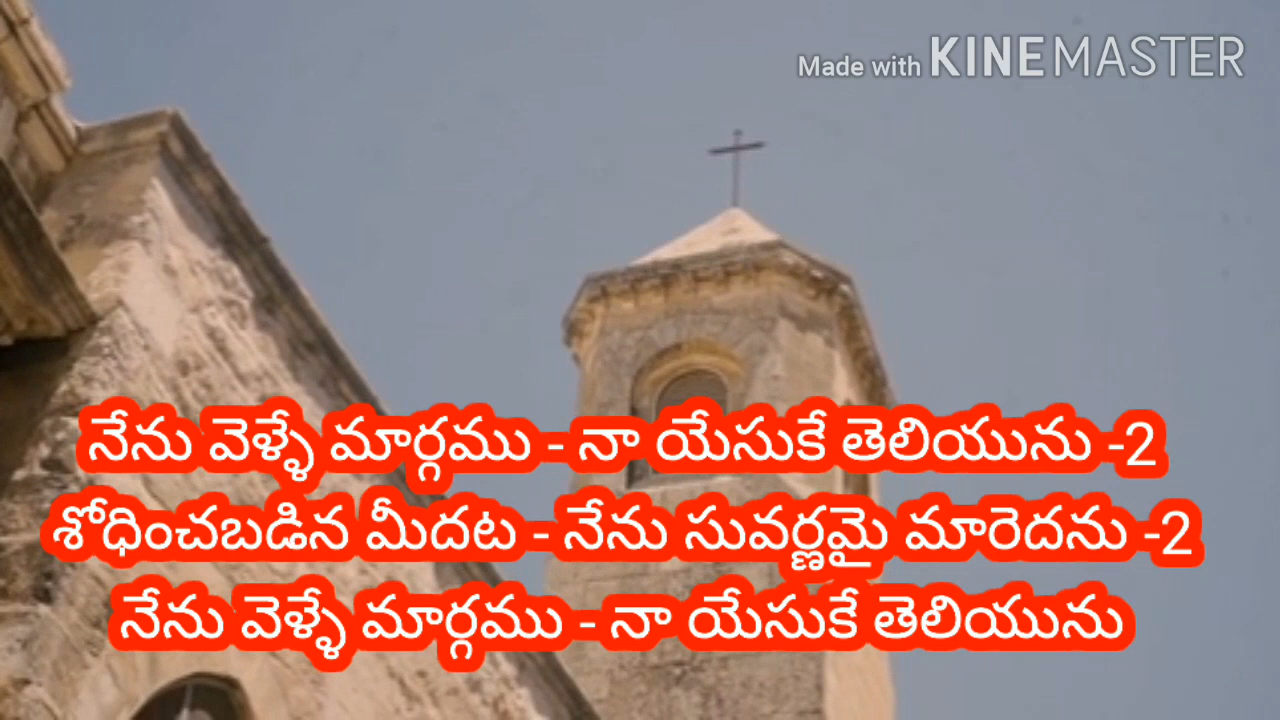 Made with KINEMASTER
నేను వెళ్ళే మార్గము - నా యేసుకే తెలియును -2
శోధించబడిన మీదట - నేను సువర్ణమై మారెదను -2
నేను వెళ్ళే మార్గము - నా యేసుకే తెలియును